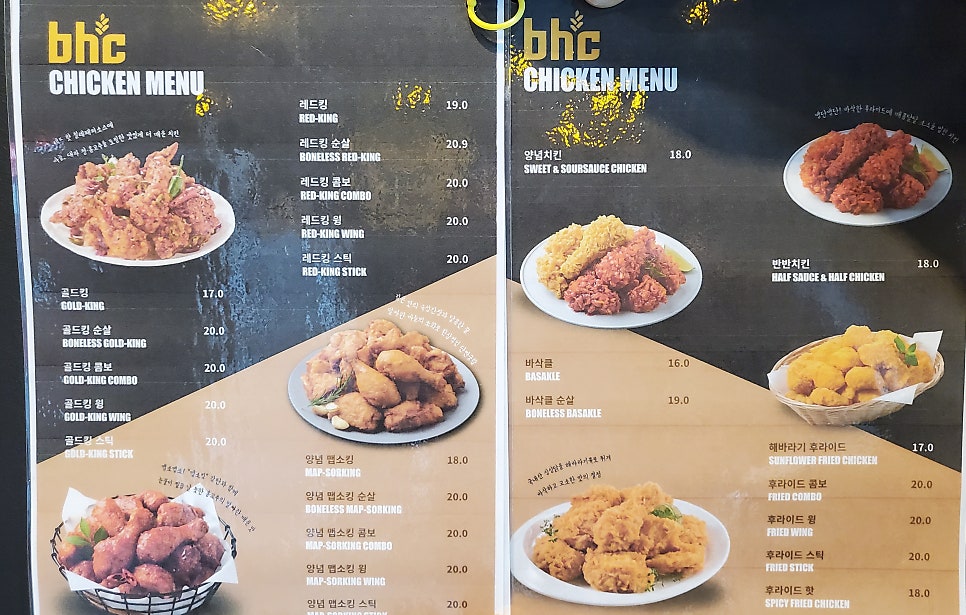 bhc
CHICKEN MENU
레드킹 19.0
RED-KING
레드킹 순살 20.9
BONELESS RED-KING
레드킹 콤보 20.0
RED-KING COMBO
레드킹 윙 20.0
RED-KING WING
레드킹 스틱 20.0
RED-KING STICK
골드킹 17.0
GOLD-KING
골드킹 순살 20.0
BONELESS GOLD-KING
골드킹 콤보 20.0
GOLD-KING COMBO
골드킹 윙 20.0
GOLD-KING WING
골드킹 스틱 20.0
GOLD-KING STICK
양념 맵소킹 18.0
MAP-SORKING
양념 맵소킹 순살 20.0
BONELESS MAP-SORKING
양념 맵소킹 콤보 20.0
MAP-SORKING COMBO
양념 맵소킹 윙 20.0
MAP-SORKING WING
양념 맵소킹 스틱 20.0
MAP-SORKING STICK
bhc
CHICKEN MENU
양념치킨 18.0
SWEET & SOURSAUCE CHICKEN
반반치킨 18.0
HALF SAUCE & HALF CHICKEN
바삭클 16.0
BASAKLE
바삭클 순살 19.0
BONELESS BASAKLE
해바라기 후라이드 17.0
SUNFLOWER FRIED CHICKEN
후라이드 콤보 20.0
FRIED COMBO
후라이드 윙 20.0
FRIED WING
후라이드 스틱 20.0
FRIED STICK
후라이드 핫 18.0
SPICY FRIED CHICKEN